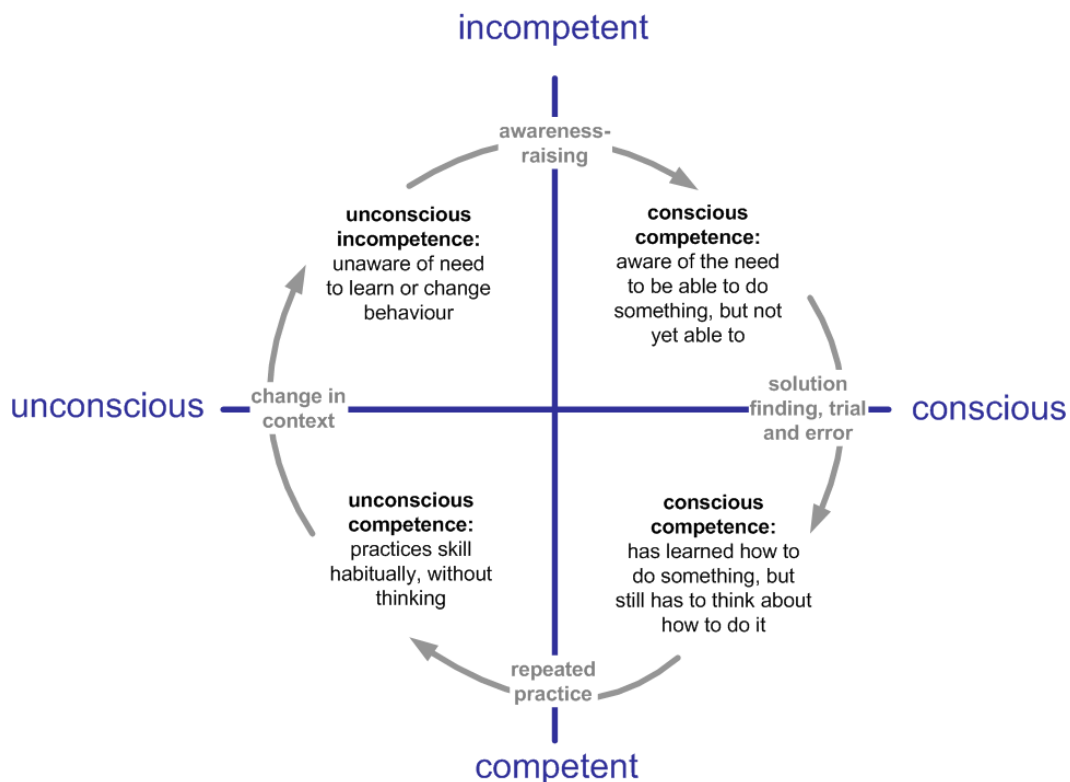 incompetent
awareness-
raising
unconscious
incompetence:
unaware of need
to learn or change
behaviour
conscious
competence:
aware of the need
to be able to do
something, but not
yet able to
unconscious
change in
context
solution
finding, trial
and error
conscious
unconscious
competence:
practices skill
habitually, without
thinking
conscious
competence:
has learned how to
do something, but
still has to think about
how to do it
repeated
practice
competent